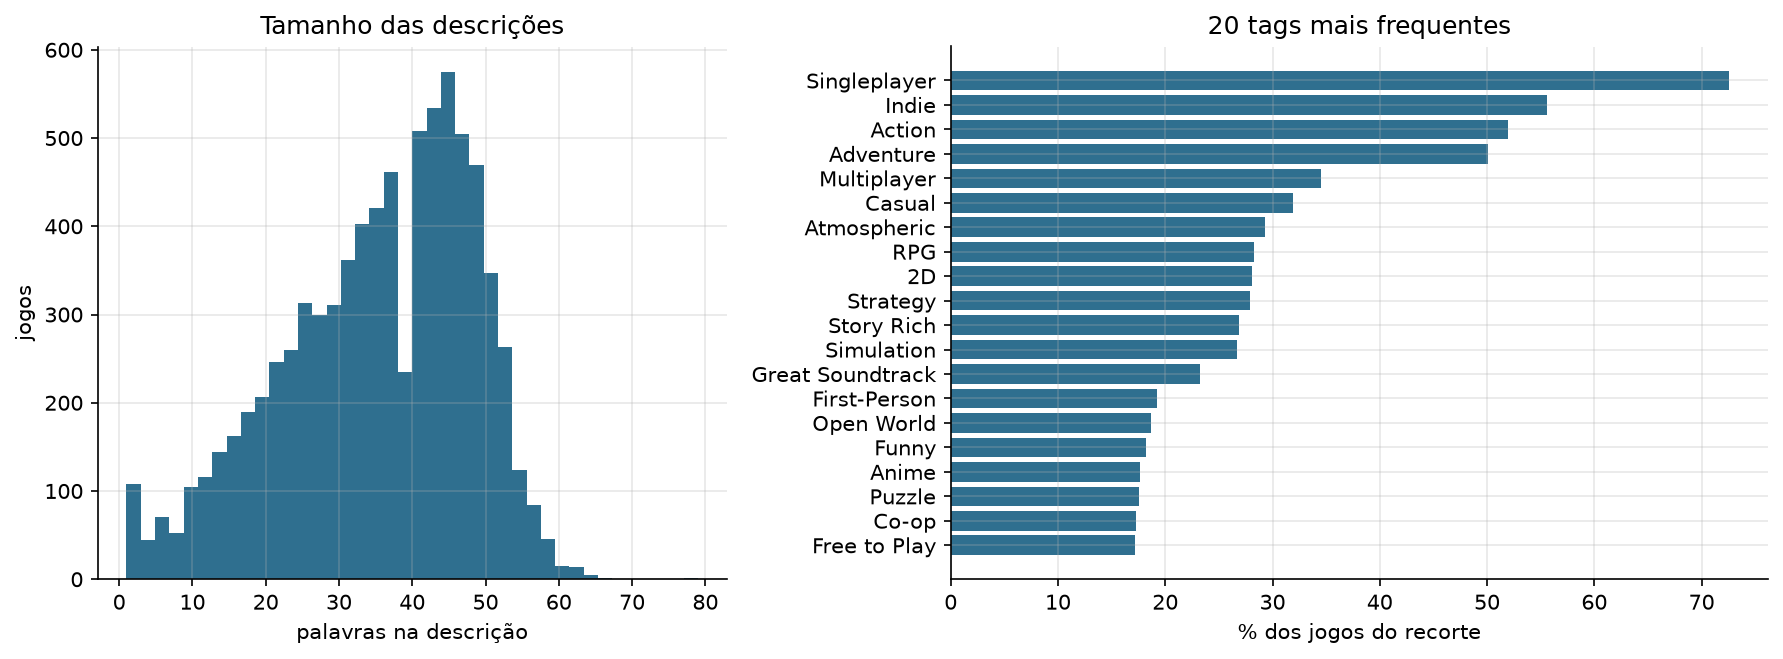 Tamanho das descrições
600
500
400
300
200
100
0
jogos
0 10 20 30 40 50 60 70 80
palavras na descrição
20 tags mais frequentes
Singleplayer
Indie
Action
Adventure
Multiplayer
Casual
Atmospheric
RPG
2D
Strategy
Story Rich
Simulation
Great Soundtrack
First-Person
Open World
Funny
Anime
Puzzle
Co-op
Free to Play
0 10 20 30 40 50 60 70
% dos jogos do recorte